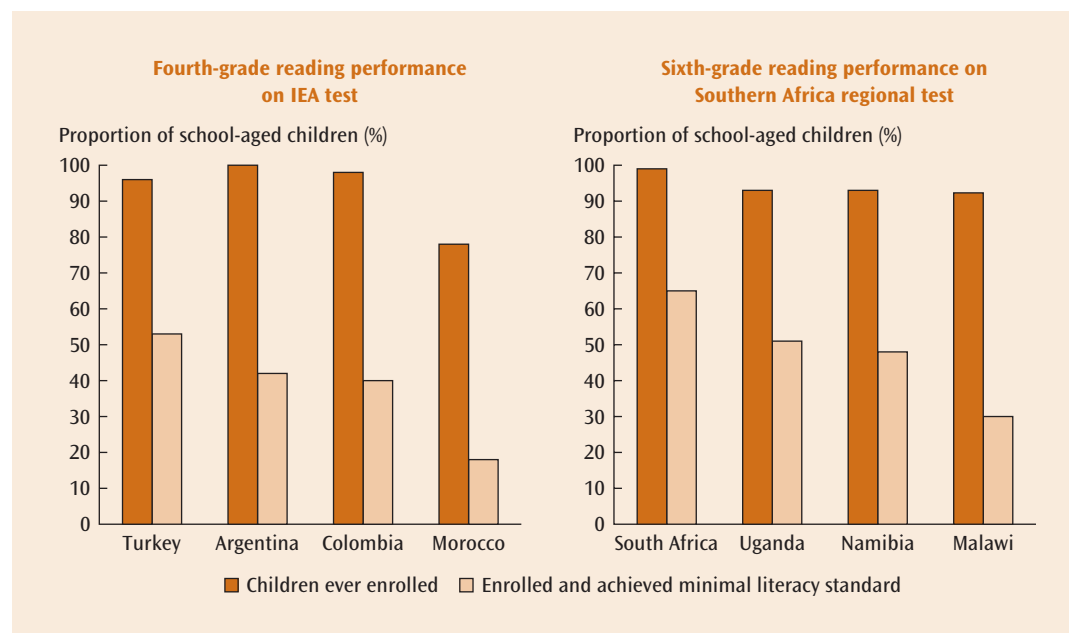 Fourth-grade reading performance
on IEA test
Proportion of school-aged children (%)
100
90
80
70
60
50
40
30
20
10
0
Turkey Argentina Colombia Morocco
Sixth-grade reading performance on
Southern Africa regional test
Proportion of school-aged children (%)
100
90
80
70
60
50
40
30
20
10
0
South Africa Uganda Namibia Malawi
Children ever enrolled Enrolled and achieved minimal literacy standard